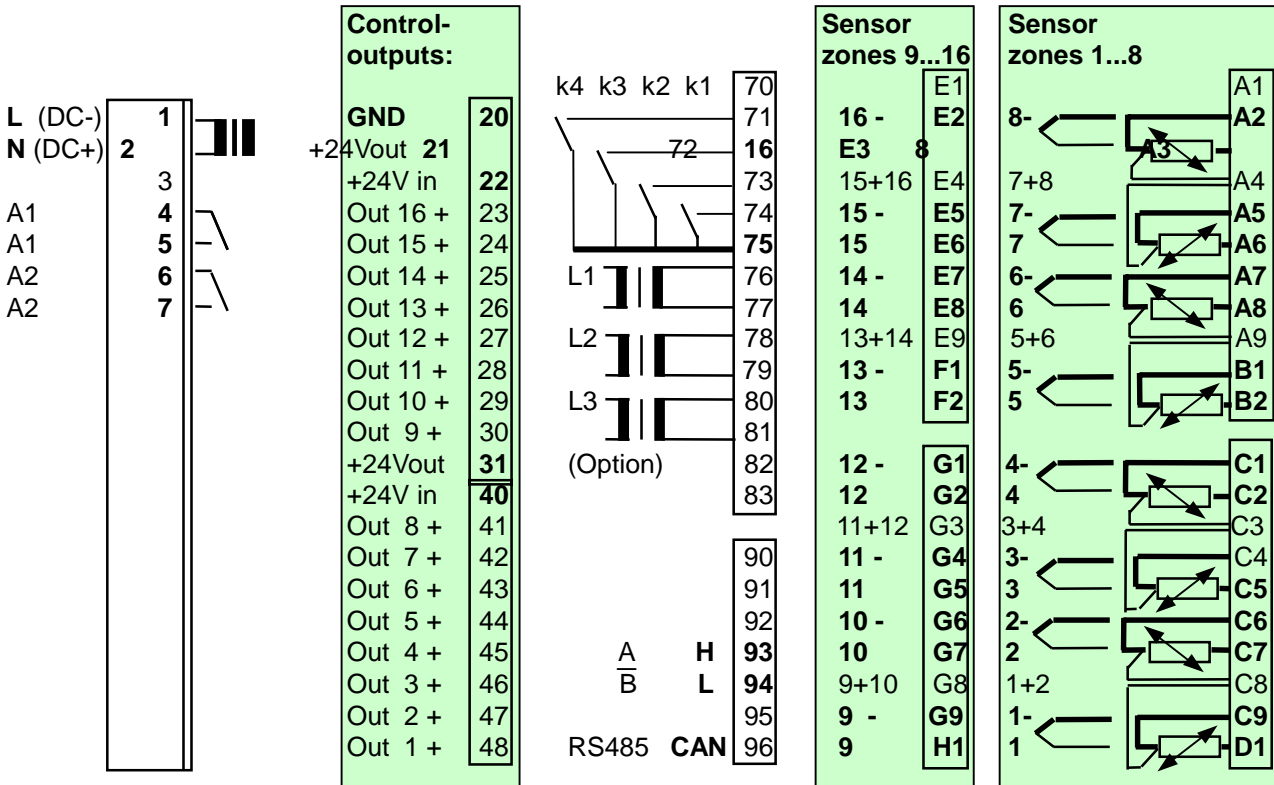 Control-
outputs:
Sensor
zones 9...16
Sensor
zones 1...8
k4 k3 k2 k1 70 E1 A1
L (DC-) 1 GND 20 71 16 - E2 8- A2
N (DC+) 2 +24Vout 21 72 16 E3 8 A3
3 +24V in 22 73 15+16 E4 7+8 A4
A1 4 Out 16 + 23 74 15 - E5 7- A5
A1 5 Out 15 + 24 75 15 E6 7 A6
A2 6 Out 14 + 25 L1 76 14 - E7 6- A7
A2 7 Out 13 + 26 77 14 E8 6 A8
Out 12 + 27 L2 78 13+14 E9 5+6 A9
Out 11 + 28 79 13 - F1 5- B1
Out 10 + 29 L3 80 13 F2 5 B2
Out 9 + 30 81
+24Vout 31 (Option) 82 12 - G1 4- C1
+24V in 40 83 12 G2 4 C2
Out 8 + 41 11+12 G3 3+4 C3
Out 7 + 42 90 11 - G4 3- C4
Out 6 + 43 91 11 G5 3 C5
Out 5 + 44 92 10 - G6 2- C6
Out 4 + 45 A H 93 10 G7 2 C7
Out 3 + 46 B L 94 9+10 G8 1+2 C8
Out 2 + 47 95 9 - G9 1- C9
Out 1 + 48 RS485 CAN 96 9 H1 1 D1